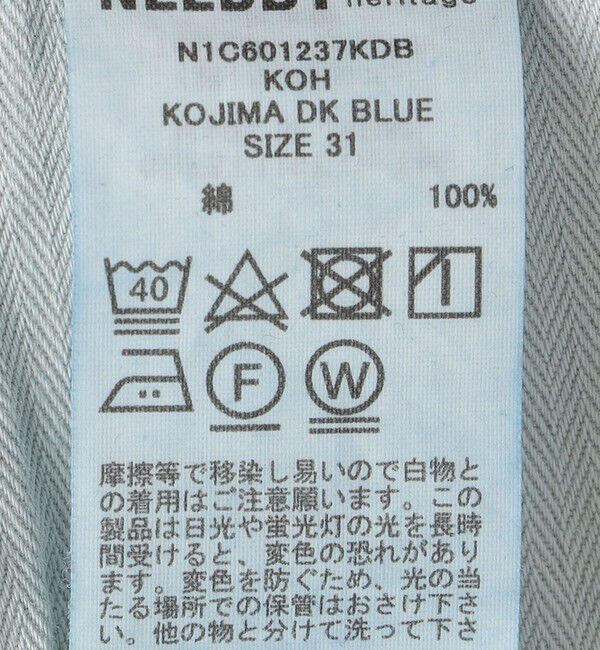 heritage
N1C601237KDB
KOH
KOJIMA DK BLUE
SIZE 31
綿 100%
40
F W
摩擦等で移染し易いので白物と
の着用はご注意願います。この
製品は日光や蛍光灯の光を長時
間受けると、変色の恐れがあり
ます。変色を防ぐため、光の当
たる場所での保管はおさけ下さ
い。他の物と分けて洗って下さ